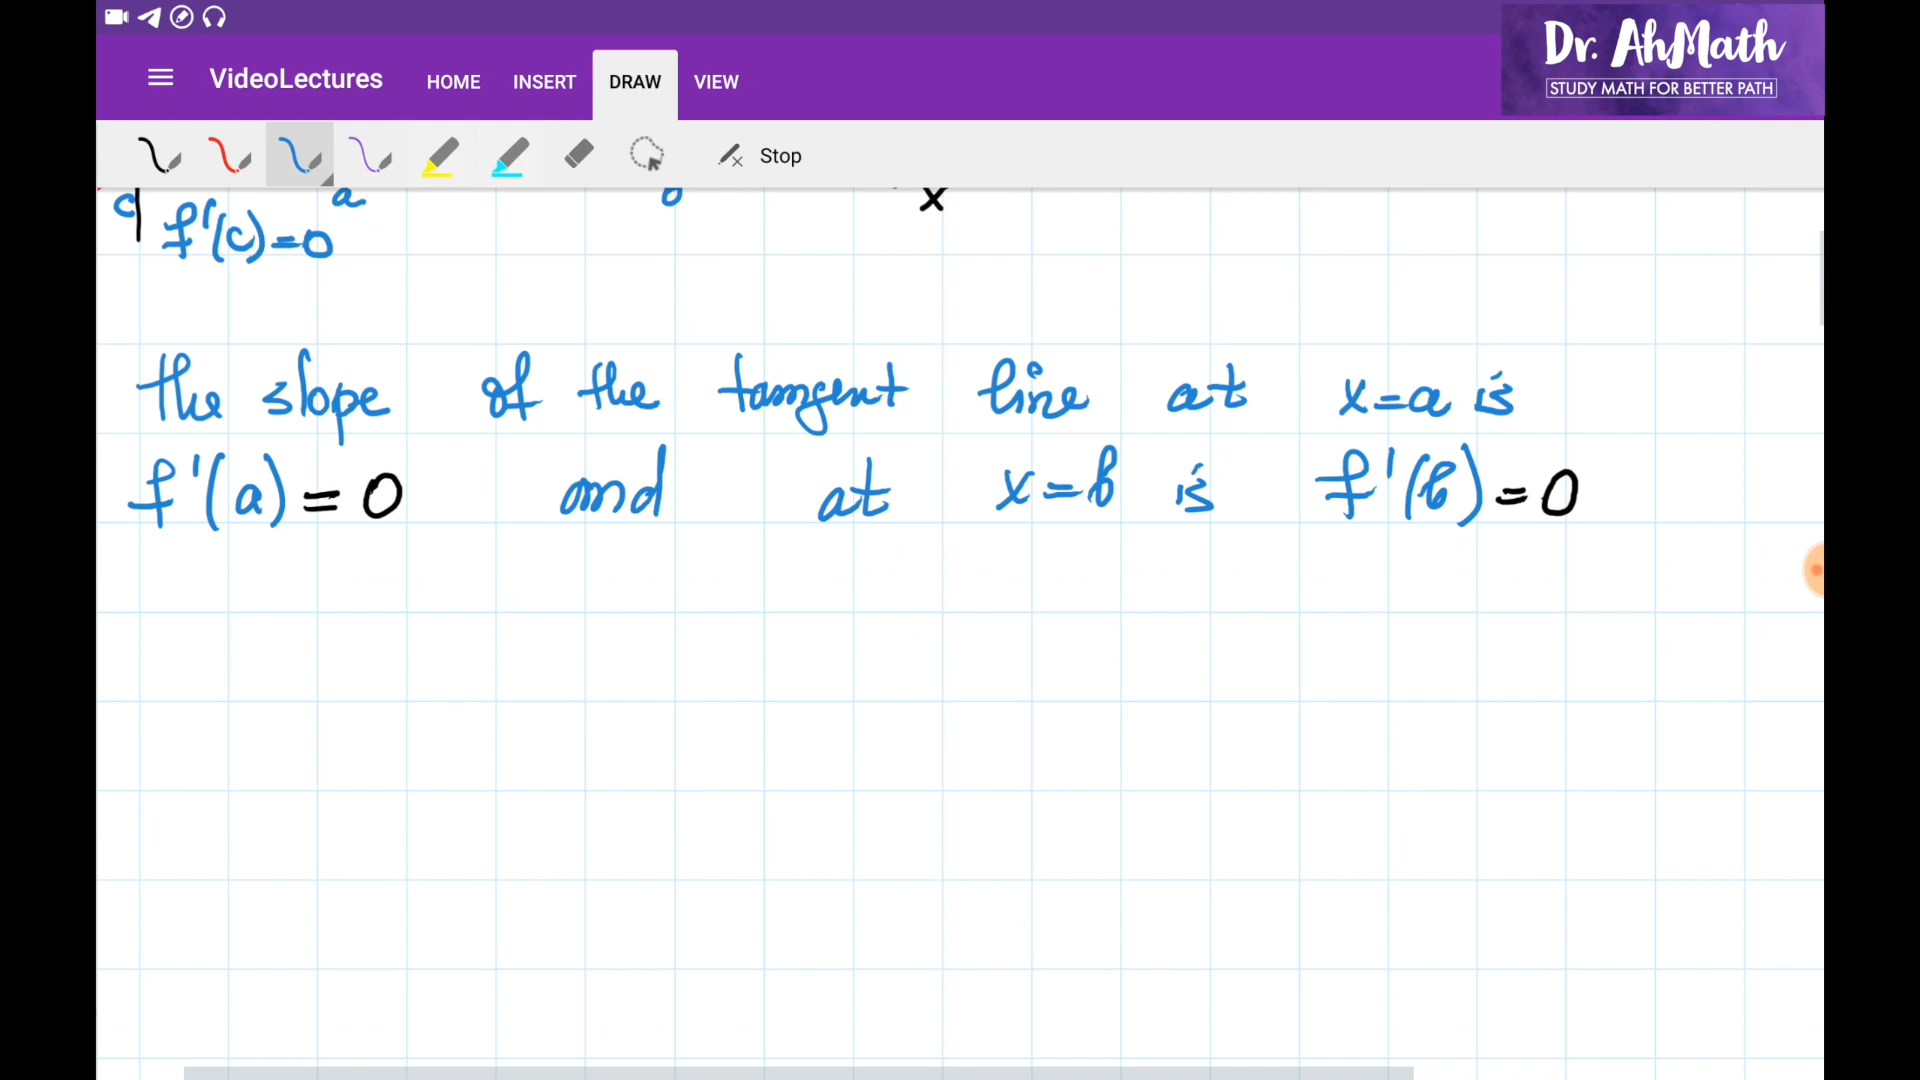 Dr. AhMath
STUDY MATH FOR BETTER PATH
VideoLectures HOME INSERT DRAW VIEW
Stop
c a b x
f'(c)=0
the slope of the tangent line at x=a is
f'(a) = 0 and at x=b is f'(b) = 0